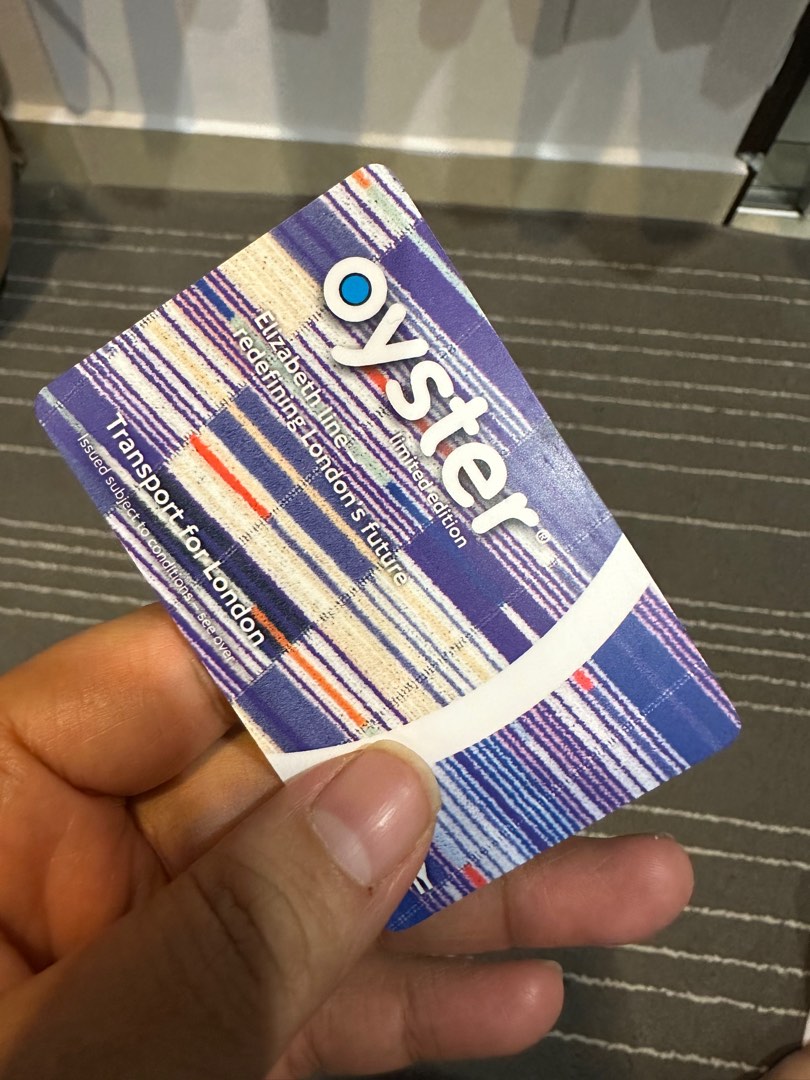 oyster®
limited edition
Elizabeth line
redefining London's future
Transport for London
Issued subject to conditions – see over